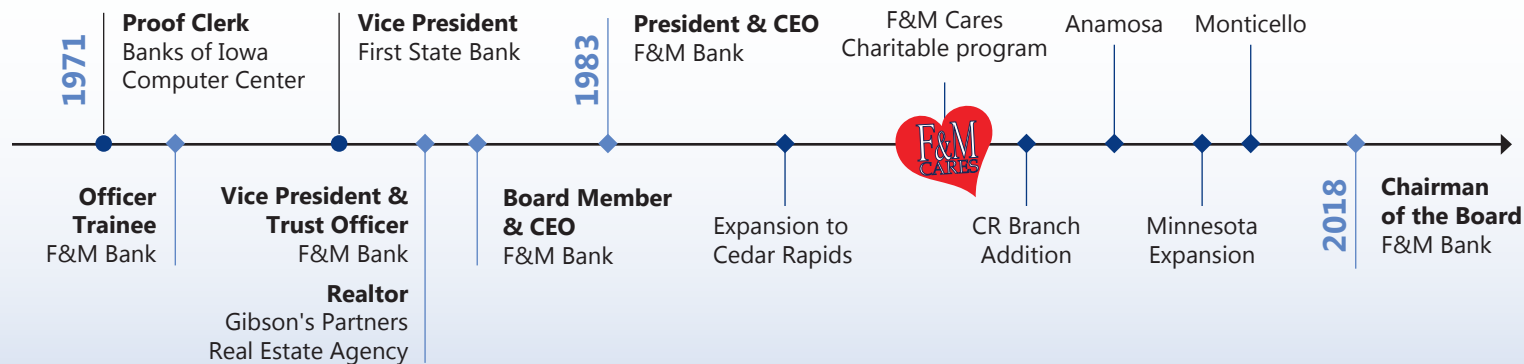 1971
Proof Clerk
Banks of Iowa
Computer Center
Officer
Trainee
F&M Bank
Vice President
First State Bank
Vice President &
Trust Officer
F&M Bank
Realtor
Gibson's Partners
Real Estate Agency
Board Member
& CEO
F&M Bank
1983
President & CEO
F&M Bank
Expansion to
Cedar Rapids
F&M Cares
Charitable program
F&M
CARES
CR Branch
Addition
Anamosa
Minnesota
Expansion
Monticello
2018
Chairman
of the Board
F&M Bank